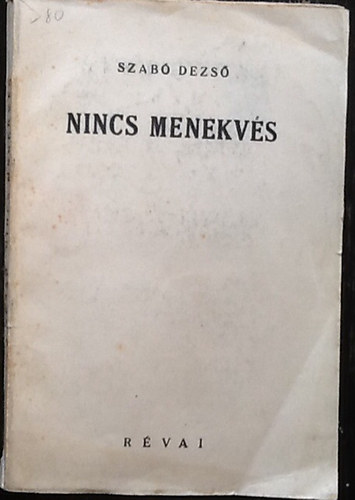 80
SZABÓ DEZSŐ
NINCS MENEKVÉS
RÉVAI